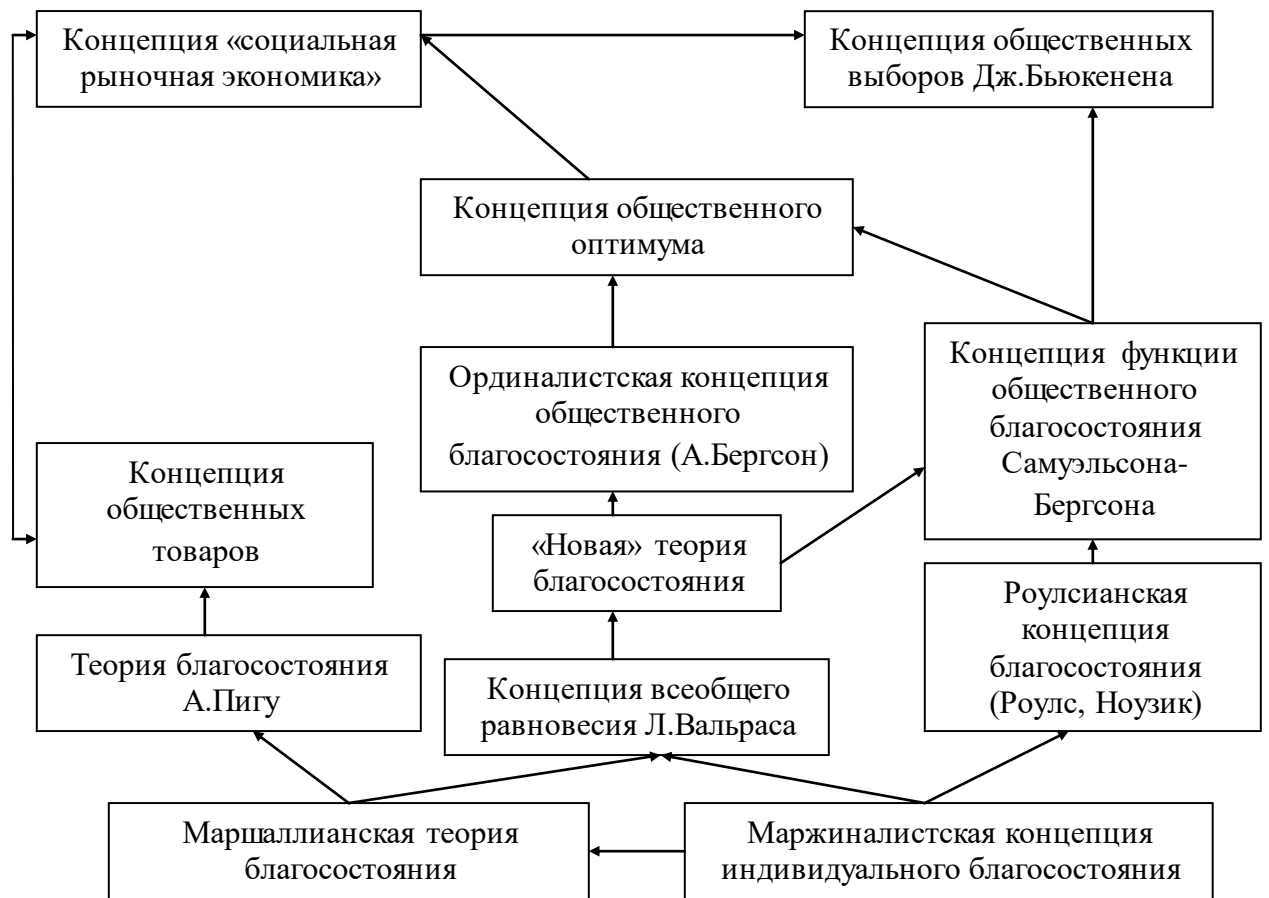 Концепция «социальная
рыночная экономика»
Концепция общественных
выборов Дж.Бьюкенена
Концепция общественного
оптимума
Концепция функции
общественного
благосостояния
Самуэльсона-
Бергсона
Ординалистская концепция
общественного
благосостояния (А.Бергсон)
Концепция
общественных
товаров
«Новая» теория
благосостояния
Роулсианская
концепция
благосостояния
(Роулс, Ноузик)
Теория благосостояния
А.Пигу
Концепция всеобщего
равновесия Л.Вальраса
Маршаллианская теория
благосостояния
Маржиналистская концепция
индивидуального благосостояния